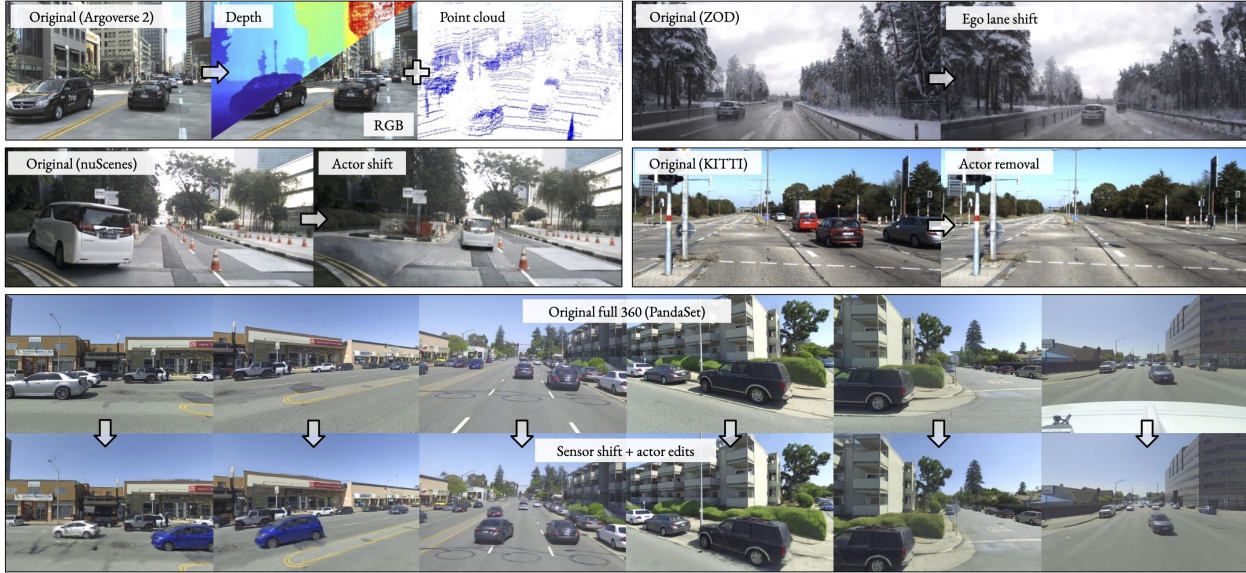 Original (Argoverse 2)
Depth
Point cloud
RGB
Original (ZOD)
Ego lane shift
Original (nuScenes)
Actor shift
Original (KITTI)
Actor removal
Original full 360 (PandaSet)
Sensor shift + actor edits